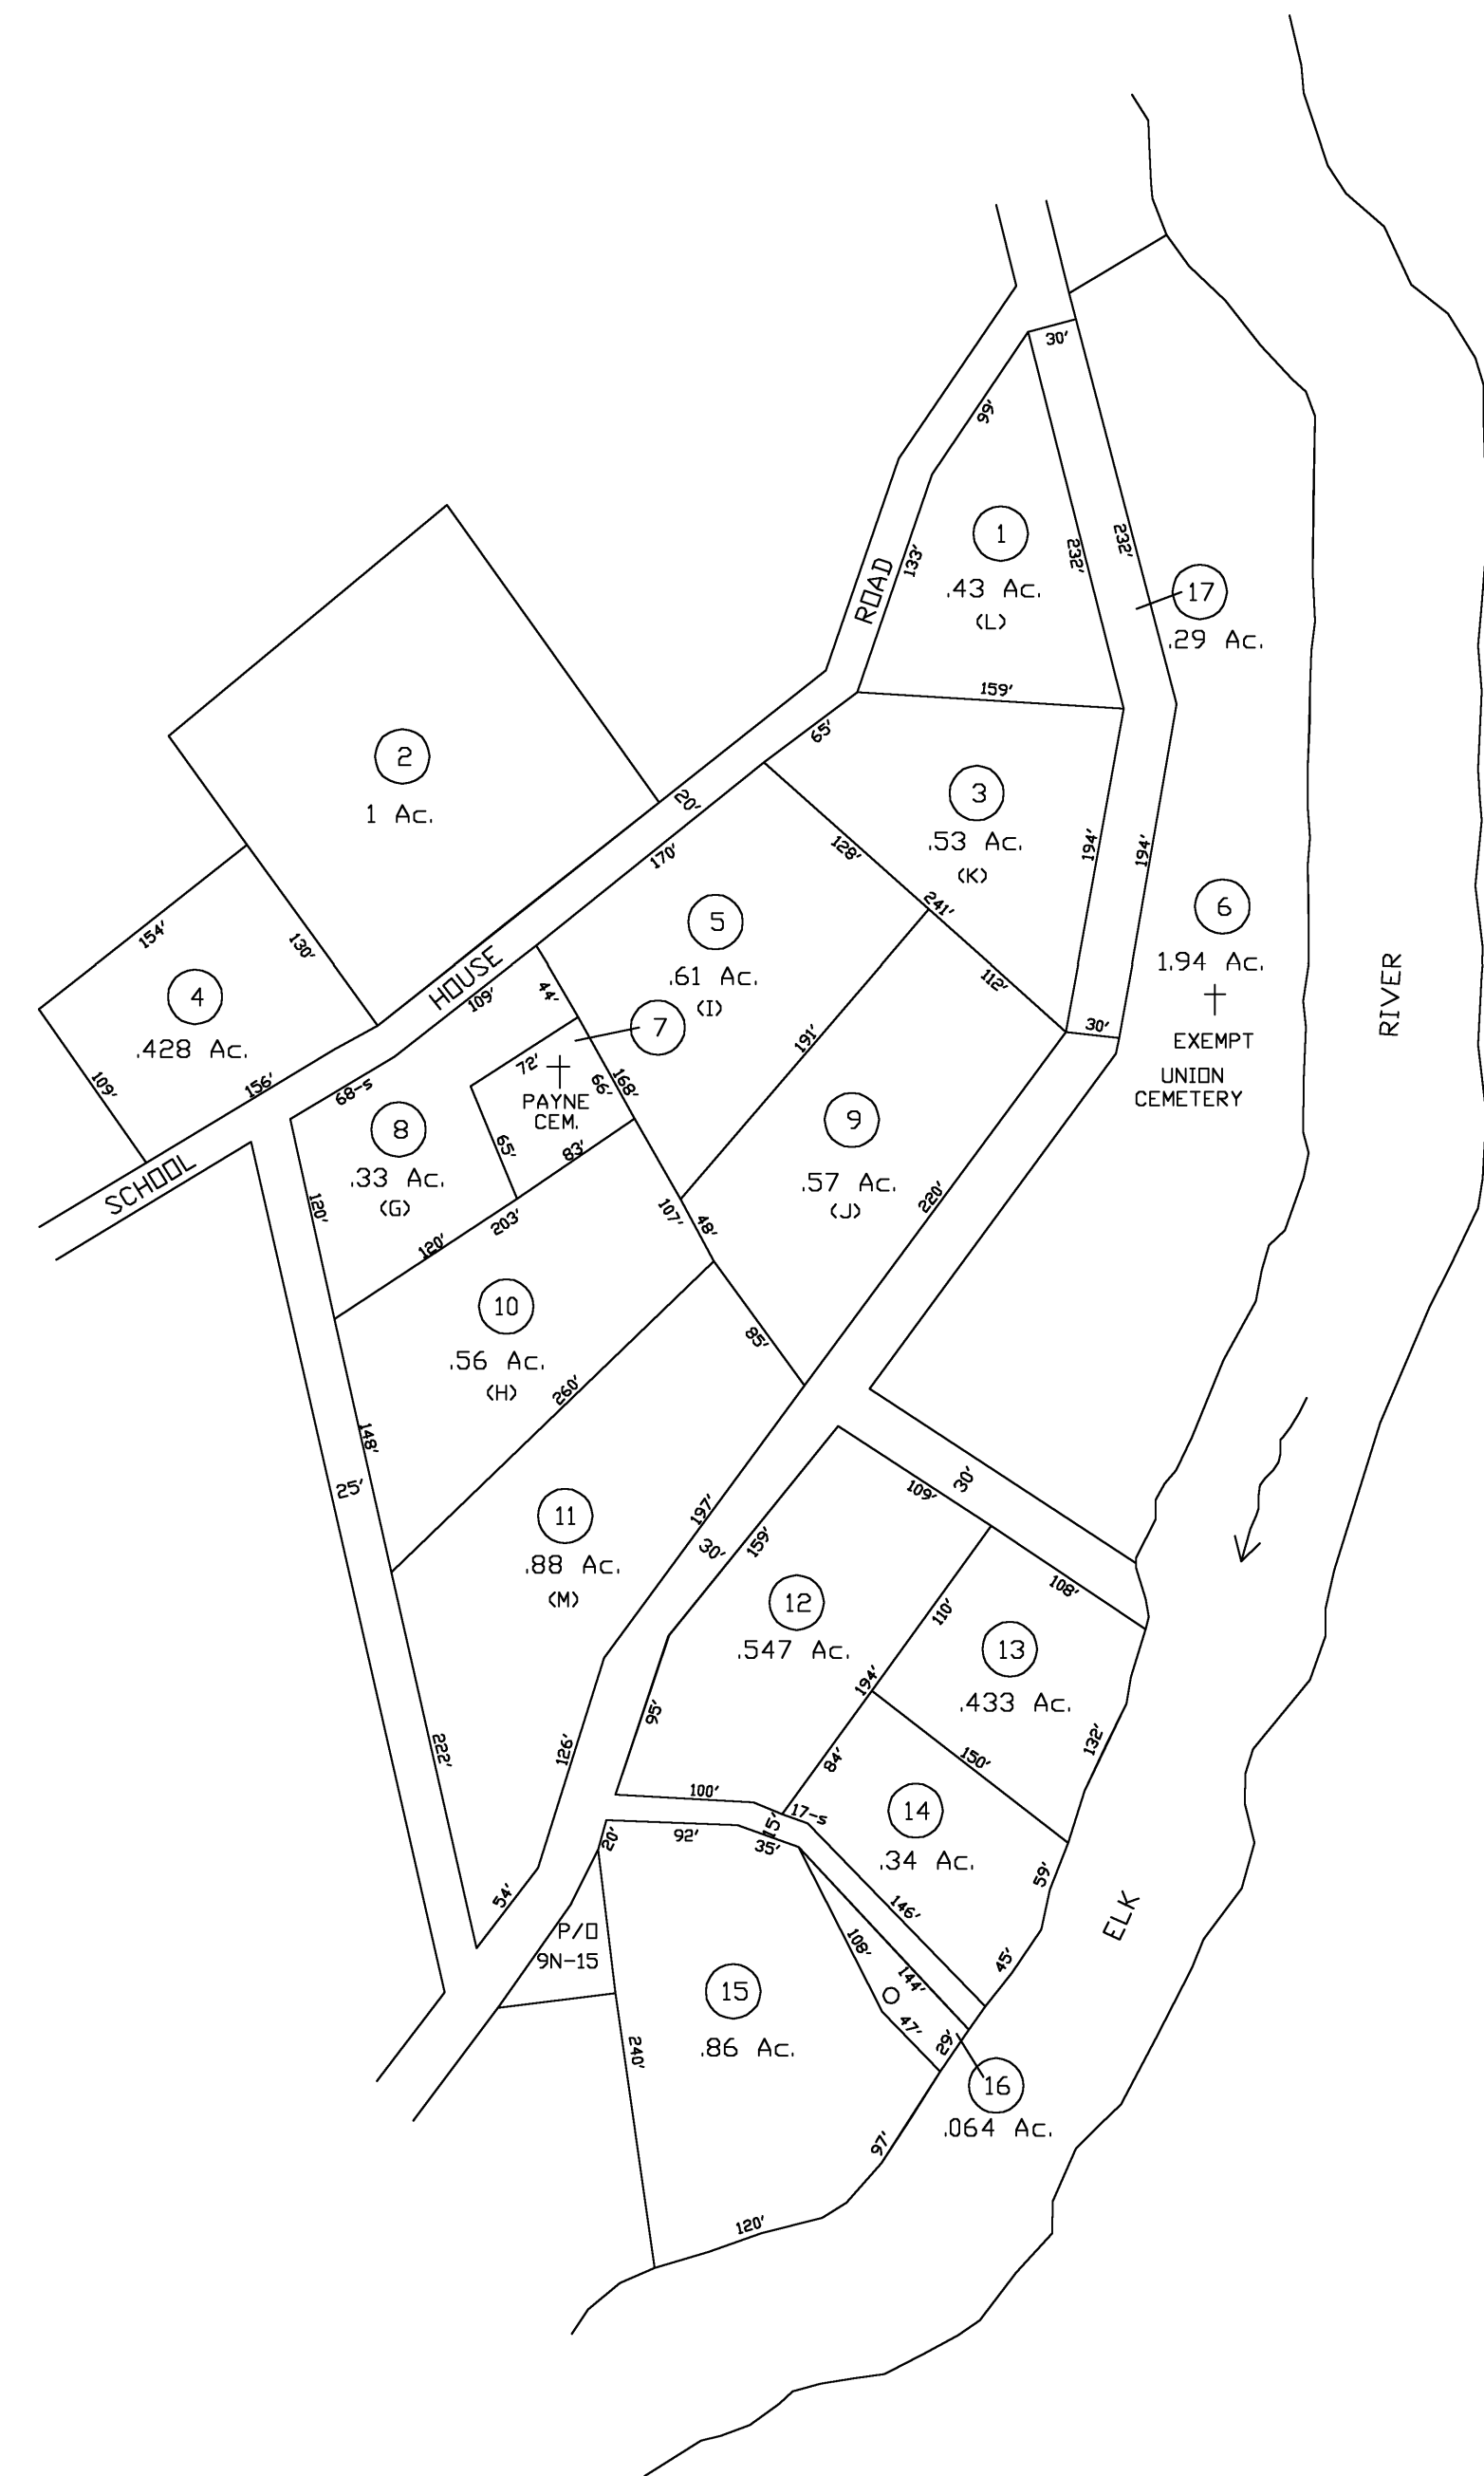 30'
99'
1
.43 Ac.
(L)
133'
232'
232'
17
.29 Ac.
ROAD
159'
65'
2
1 Ac.
20'
3
.53 Ac.
(K)
194'
194'
128'
170'
241'
112'
30'
6
1.94 Ac.
EXEMPT
UNION
CEMETERY
RIVER
154'
130'
4
.428 Ac.
109'
156'
HOUSE
109'
68-s
SCHOOL
5
.61 Ac.
(I)
44'
7
72'
66'
168'
PAYNE
CEM.
65'
83'
191'
8
.33 Ac.
(G)
120'
120'
203'
9
.57 Ac.
(J)
220'
107'
48'
85'
10
.56 Ac.
(H)
260'
148'
25'
11
.88 Ac.
(M)
197'
30'
159'
109'
30'
108'
12
.547 Ac.
110'
13
.433 Ac.
194'
95'
84'
150'
132'
126'
222'
100'
17-s
15'
14
.34 Ac.
59'
20'
92'
35'
146'
45'
54'
ELK
P/O
9N-15
108'
144'
47'
29'
15
.86 Ac.
240'
16
.064 Ac.
97'
120'